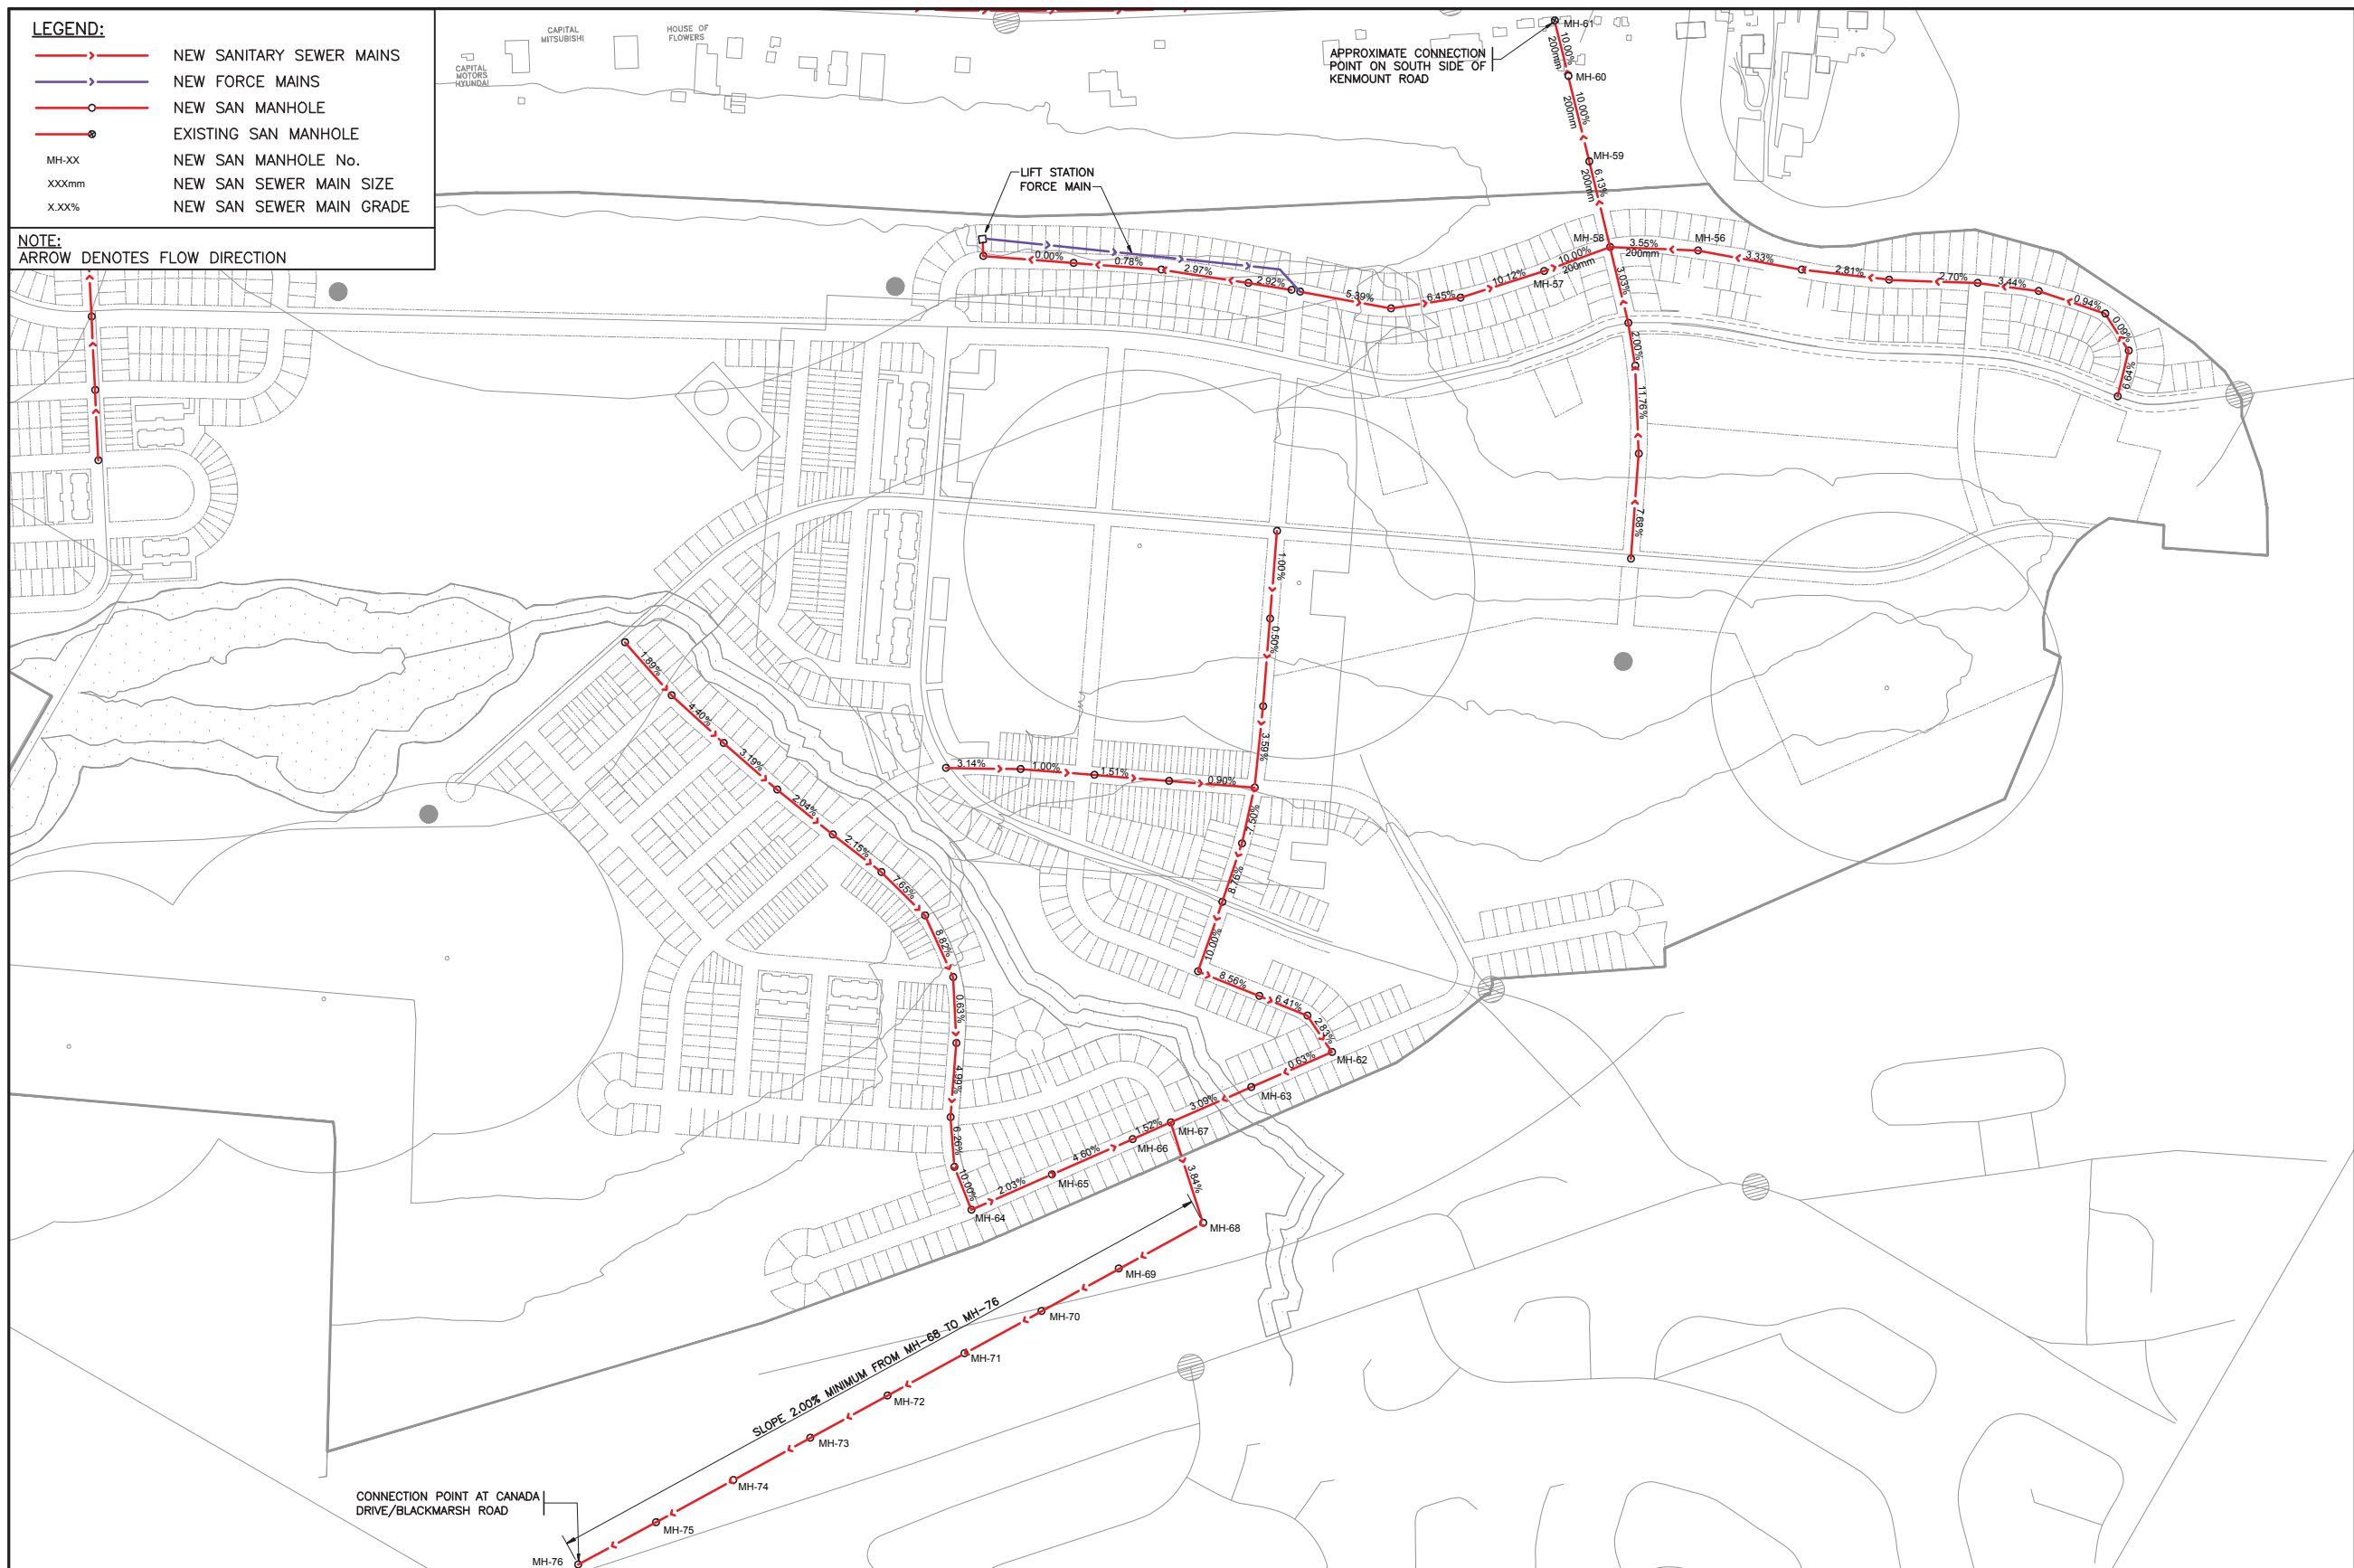 LEGEND:
NEW SANITARY SEWER MAINS
NEW FORCE MAINS
NEW SAN MANHOLE
EXISTING SAN MANHOLE
MH-XX NEW SAN MANHOLE No.
XXXmm NEW SAN SEWER MAIN SIZE
X.XX% NEW SAN SEWER MAIN GRADE
NOTE:
ARROW DENOTES FLOW DIRECTION
CAPITAL
MITSUBISHI
HOUSE OF
FLOWERS
CAPITAL
MOTORS
HYUNDAI
APPROXIMATE CONNECTION
POINT ON SOUTH SIDE OF
KENMOUNT ROAD
MH-61
10.00%
200mm
MH-60
10.00%
200mm
MH-59
6.13%
200mm
LIFT STATION
FORCE MAIN
MH-58
3.55%
200mm
MH-56
3.33%
2.81%
2.70%
3.44%
0.94%
0.09%
6.64%
0.00%
0.78%
2.97%
2.92%
5.39%
6.45%
10.12%
MH-57
10.00%
200mm
3.03%
2.00%
11.76%
7.68%
1.00%
0.50%
3.59%
3.14%
1.00%
1.51%
0.90%
7.50%
8.76%
10.00%
8.56%
6.41%
2.83%
MH-62
0.63%
MH-63
3.09%
MH-67
1.52%
MH-66
4.60%
MH-65
2.03%
MH-64
1.89%
4.40%
3.19%
2.04%
2.15%
7.65%
8.82%
0.63%
4.99%
6.26%
10.00%
3.84%
MH-68
MH-69
MH-70
MH-71
MH-72
MH-73
MH-74
MH-75
MH-76
SLOPE 2.00% MINIMUM FROM MH-68 TO MH-76
CONNECTION POINT AT CANADA
DRIVE/BLACKMARSH ROAD